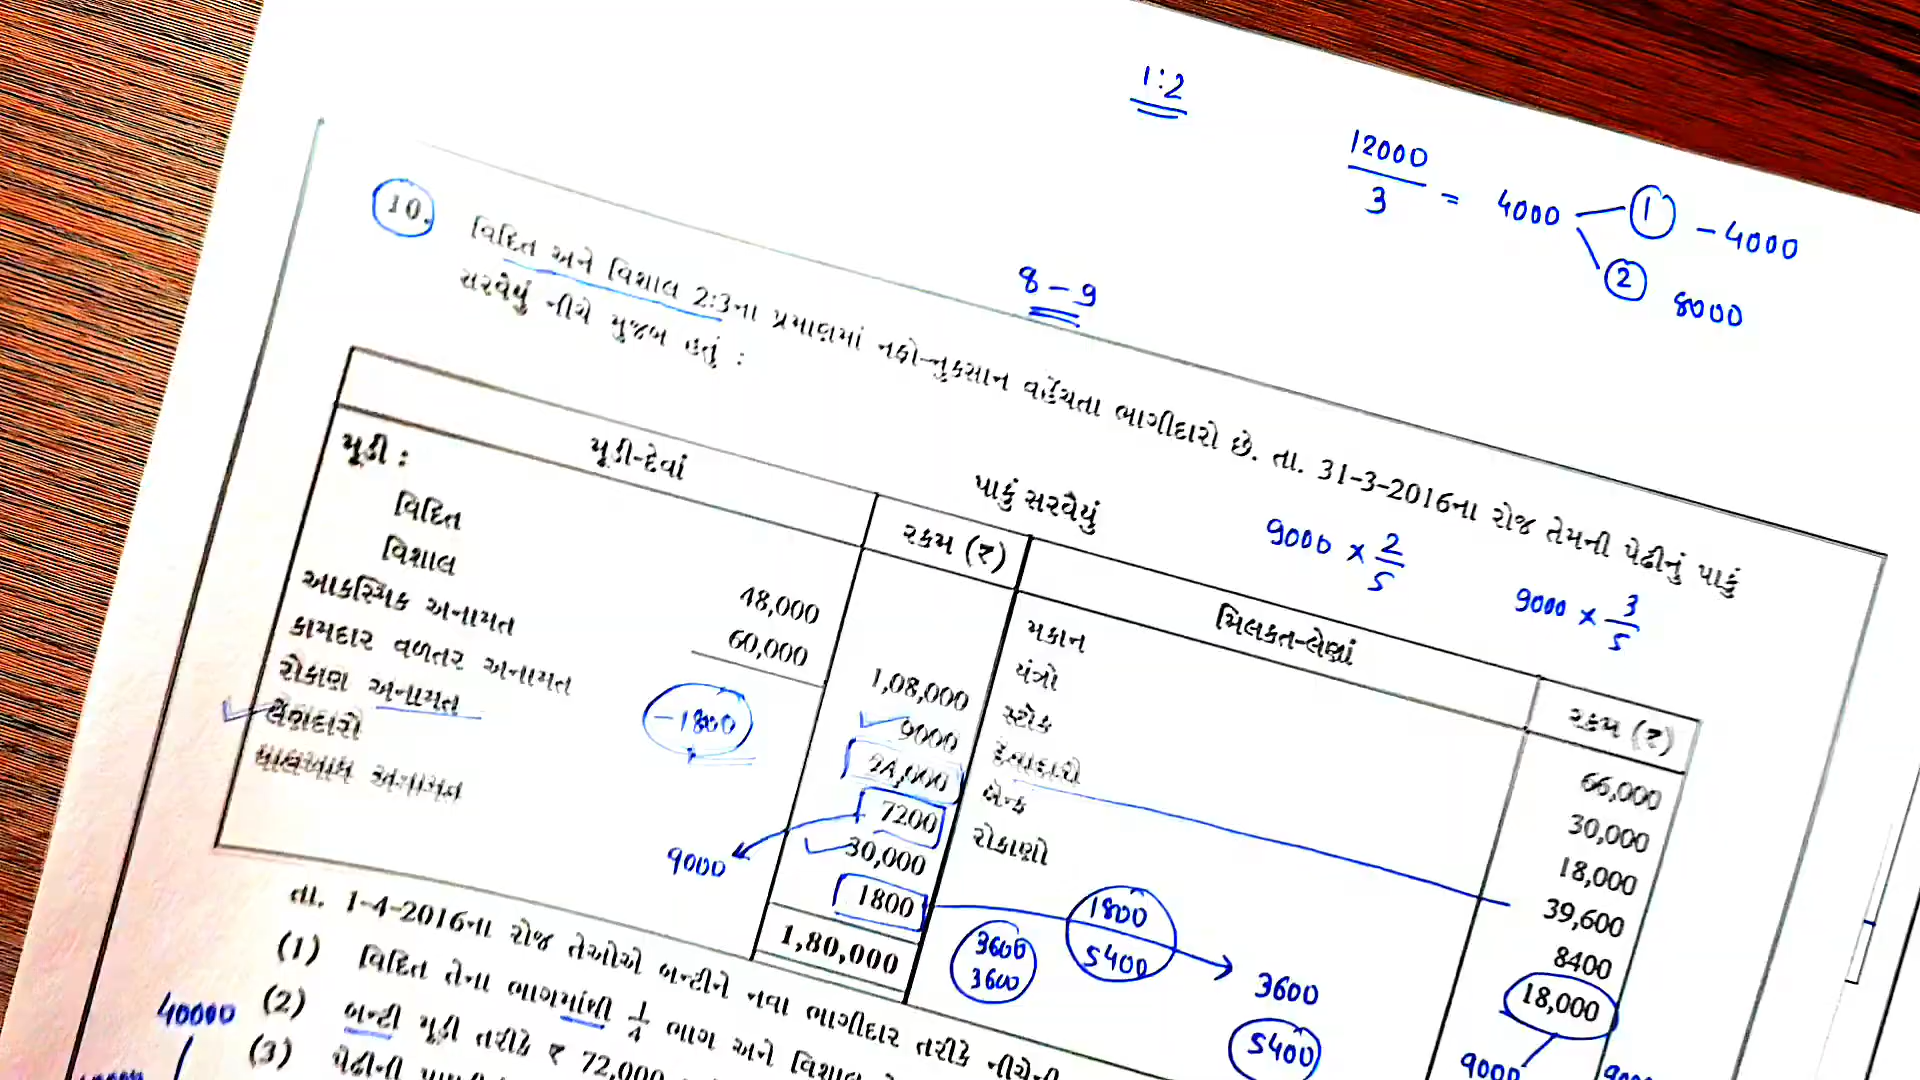 1:2
12000
3
= 4000
1 - 4000
2 8000
8-9
10. વિદિત અને વિશાલ 2:3ના પ્રમાણમાં નફો-નુકસાન વહેંચતા ભાગીદારો છે. તા. 31-3-2016ના રોજ તેમની પેઢીનું પાકું
સરવૈયું નીચે મુજબ હતું :
પાકું સરવૈયું
9000 × 2/5
9000 × 3/5
મૂડી-દેવાં રકમ (₹) મિલકત-લેણાં રકમ (₹)
મૂડી :
વિદિત 48,000
વિશાલ 60,000 1,08,000
આકસ્મિક અનામત 9000
કામદાર વળતર અનામત 24,000
રોકાણ અનામત -1800 7200
લેણદારો 30,000
ઘાલખાધ અનામત 1800
1,80,000
મકાન 66,000
યંત્રો 30,000
સ્ટોક 18,000
દેવાદારો 39,600
બેન્ક 8400
રોકાણો 18,000
9000
1800
5400
3600
3600
3600
5400
9000
તા. 1-4-2016ના રોજ તેઓએ બન્ટીને નવા ભાગીદાર તરીકે નીચેની
(1) વિદિત તેના ભાગમાંથી 1/4 ભાગ અને વિશાલ
(2) બન્ટી મૂડી તરીકે ₹ 72,000
(3) પેઢીની
40000